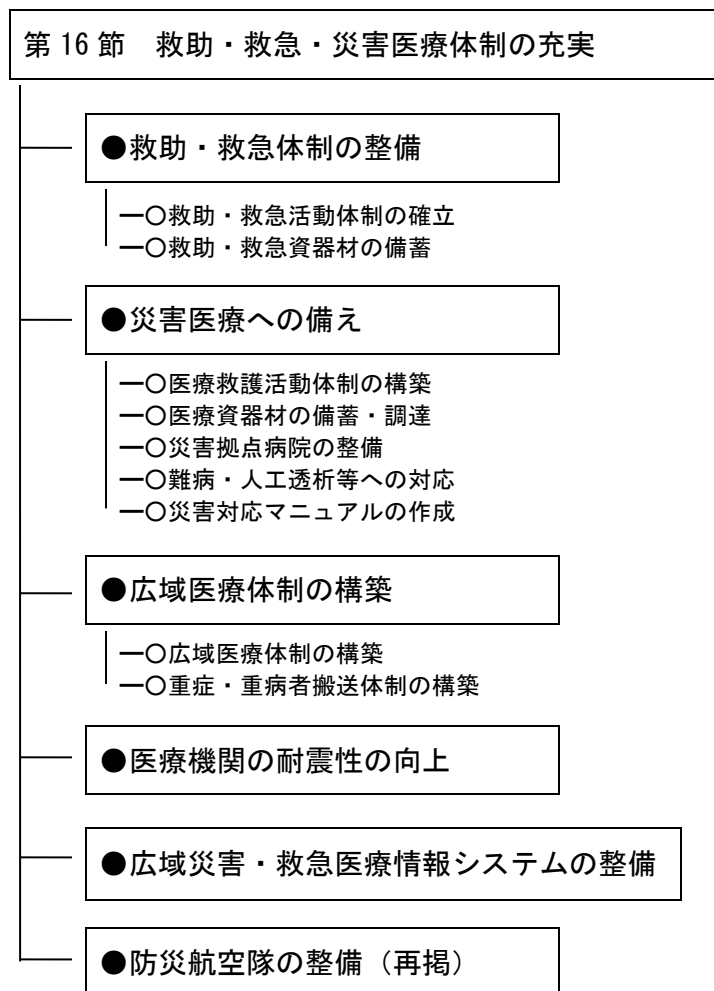 第16節　救助・救急・災害医療体制の充実
●救助・救急体制の整備
―○救助・救急活動体制の確立
―○救助・救急資器材の備蓄
●災害医療への備え
―○医療救護活動体制の構築
―○医療資器材の備蓄・調達
―○災害拠点病院の整備
―○難病・人工透析等への対応
―○災害対応マニュアルの作成
●広域医療体制の構築
―○広域医療体制の構築
―○重症・重病者搬送体制の構築
●医療機関の耐震性の向上
●広域災害・救急医療情報システムの整備
●防災航空隊の整備（再掲）